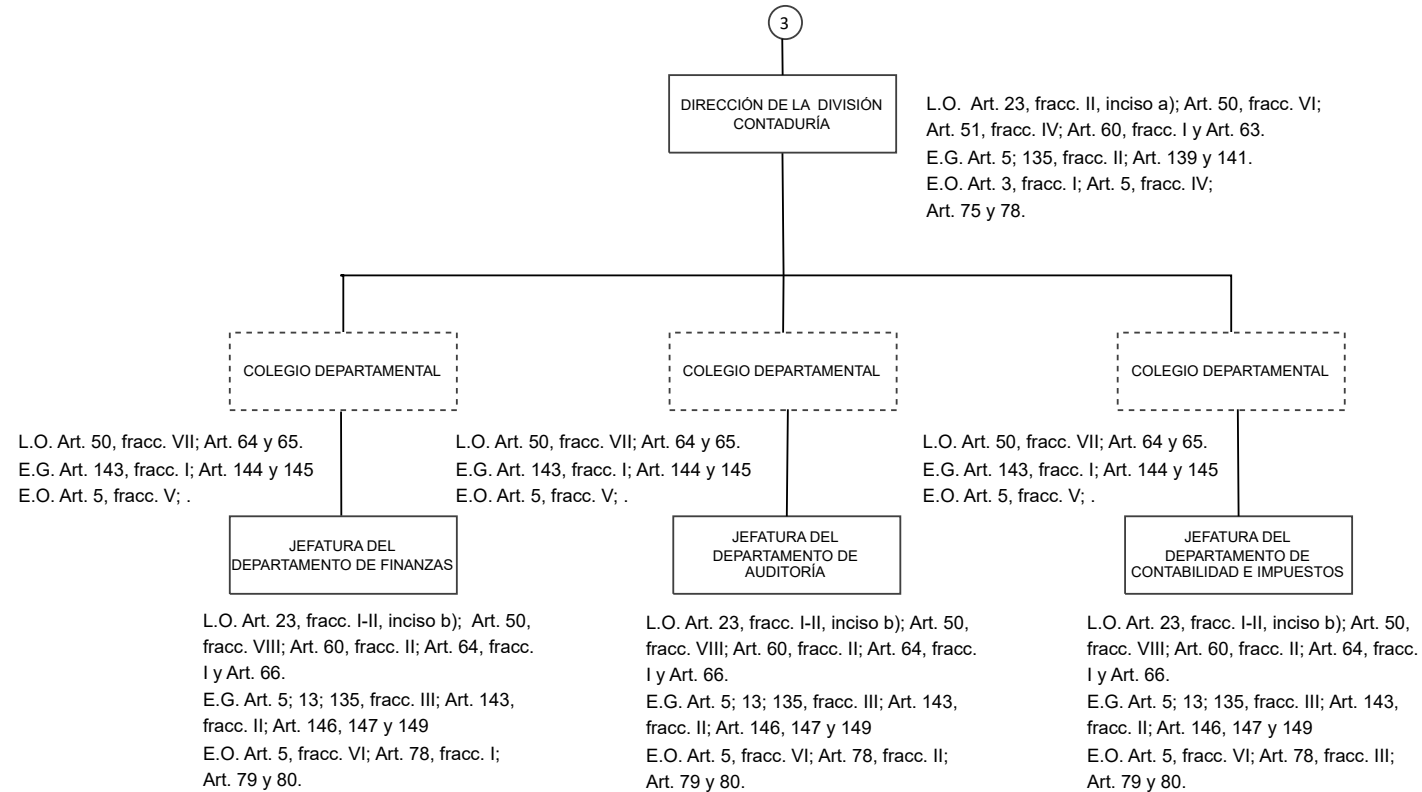 3
DIRECCIÓN DE LA DIVISIÓN
CONTADURÍA
L.O. Art. 23, fracc. II, inciso a); Art. 50, fracc. VI;
Art. 51, fracc. IV; Art. 60, fracc. I y Art. 63.
E.G. Art. 5; 135, fracc. II; Art. 139 y 141.
E.O. Art. 3, fracc. I; Art. 5, fracc. IV;
Art. 75 y 78.
COLEGIO DEPARTAMENTAL
L.O. Art. 50, fracc. VII; Art. 64 y 65.
E.G. Art. 143, fracc. I; Art. 144 y 145
E.O. Art. 5, fracc. V; .
JEFATURA DEL
DEPARTAMENTO DE FINANZAS
L.O. Art. 23, fracc. I-II, inciso b); Art. 50,
fracc. VIII; Art. 60, fracc. II; Art. 64, fracc.
I y Art. 66.
E.G. Art. 5; 13; 135, fracc. III; Art. 143,
fracc. II; Art. 146, 147 y 149
E.O. Art. 5, fracc. VI; Art. 78, fracc. I;
Art. 79 y 80.
COLEGIO DEPARTAMENTAL
L.O. Art. 50, fracc. VII; Art. 64 y 65.
E.G. Art. 143, fracc. I; Art. 144 y 145
E.O. Art. 5, fracc. V; .
JEFATURA DEL
DEPARTAMENTO DE
AUDITORÍA
L.O. Art. 23, fracc. I-II, inciso b); Art. 50,
fracc. VIII; Art. 60, fracc. II; Art. 64, fracc.
I y Art. 66.
E.G. Art. 5; 13; 135, fracc. III; Art. 143,
fracc. II; Art. 146, 147 y 149
E.O. Art. 5, fracc. VI; Art. 78, fracc. II;
Art. 79 y 80.
COLEGIO DEPARTAMENTAL
L.O. Art. 50, fracc. VII; Art. 64 y 65.
E.G. Art. 143, fracc. I; Art. 144 y 145
E.O. Art. 5, fracc. V; .
JEFATURA DEL
DEPARTAMENTO DE
CONTABILIDAD E IMPUESTOS
L.O. Art. 23, fracc. I-II, inciso b); Art. 50,
fracc. VIII; Art. 60, fracc. II; Art. 64, fracc.
I y Art. 66.
E.G. Art. 5; 13; 135, fracc. III; Art. 143,
fracc. II; Art. 146, 147 y 149
E.O. Art. 5, fracc. VI; Art. 78, fracc. III;
Art. 79 y 80.